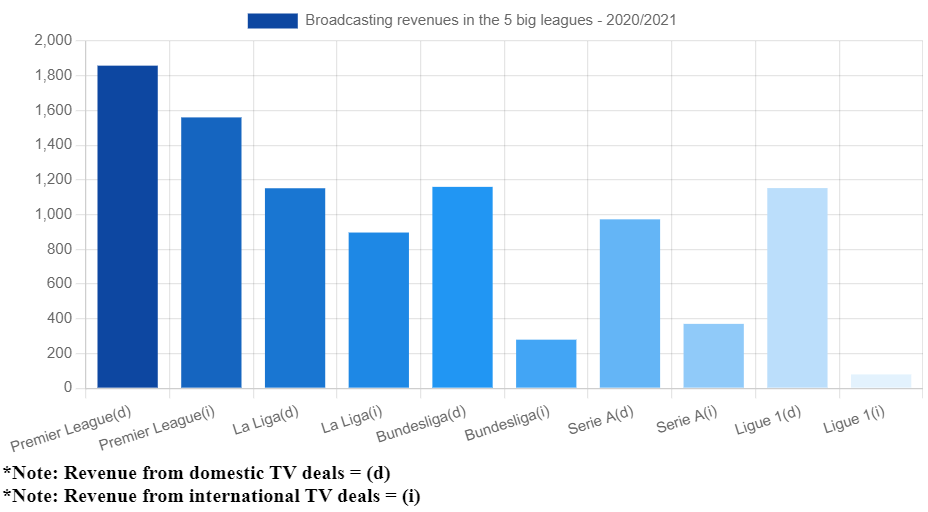 Broadcasting revenues in the 5 big leagues - 2020/2021
2,000
1,800
1,600
1,400
1,200
1,000
800
600
400
200
0
Premier League(d)
Premier League(i)
La Liga(d)
La Liga(i)
Bundesliga(d)
Bundesliga(i)
Serie A(d)
Serie A(i)
Ligue 1(d)
Ligue 1(i)
*Note: Revenue from domestic TV deals = (d)
*Note: Revenue from international TV deals = (i)